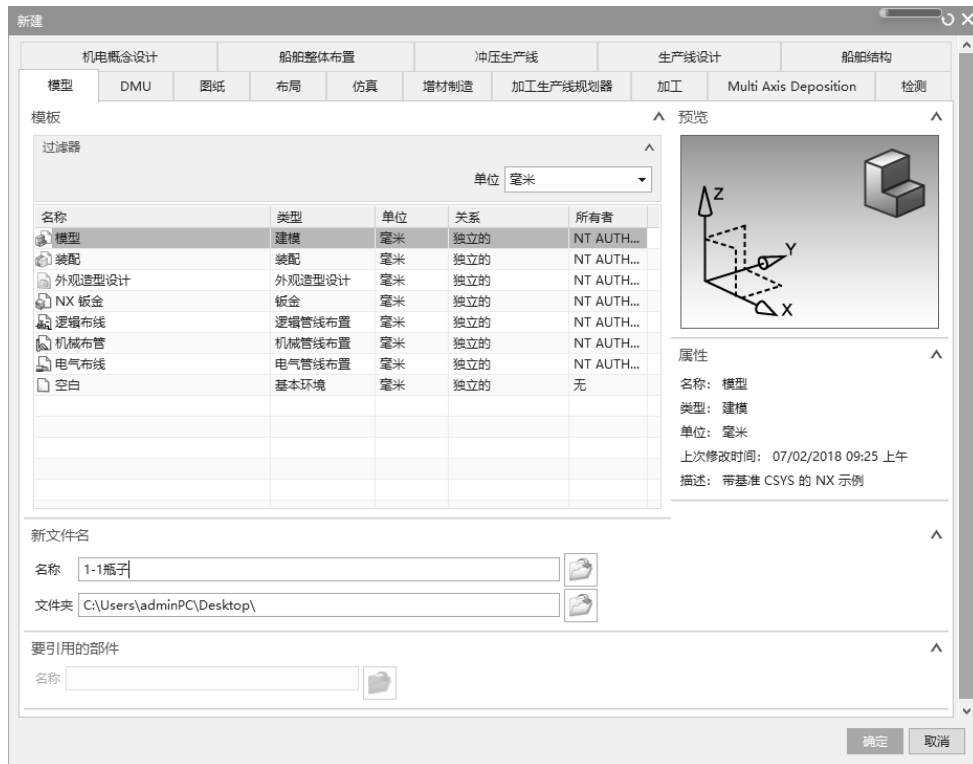 新建
机电概念设计 船舶整体布置 冲压生产线 生产线设计 船舶结构
模型 DMU 图纸 布局 仿真 增材制造 加工生产线规划器 加工 Multi Axis Deposition 检测
模板
过滤器
单位 毫米
名称 类型 单位 关系 所有者
模型 建模 毫米 独立的 NT AUTH...
装配 装配 毫米 独立的 NT AUTH...
外观造型设计 外观造型设计 毫米 独立的 NT AUTH...
NX 钣金 钣金 毫米 独立的 NT AUTH...
逻辑布线 逻辑管线布置 毫米 独立的 NT AUTH...
机械布管 机械管线布置 毫米 独立的 NT AUTH...
电气布线 电气管线布置 毫米 独立的 NT AUTH...
空白 基本环境 毫米 独立的 无
预览
Z
Y
X
属性
名称: 模型
类型: 建模
单位: 毫米
上次修改时间: 07/02/2018 09:25 上午
描述: 带基准 CSYS 的 NX 示例
新文件名
名称 1-1瓶子
文件夹 C:\Users\adminPC\Desktop\
要引用的部件
名称
确定 取消